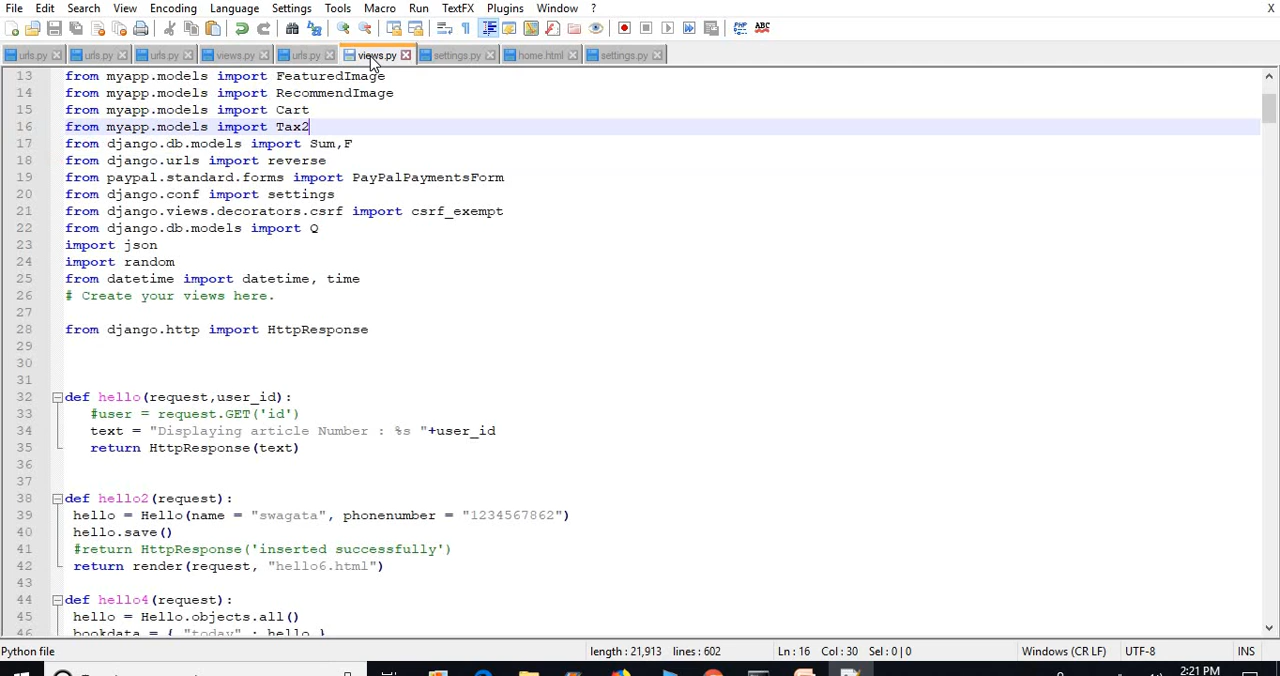 File Edit Search View Encoding Language Settings Tools Macro Run TextFX Plugins Window ? X
ABC
urls.py urls.py urls.py views.py urls.py views.py settings.py home.html settings.py
13 from myapp.models import FeaturedImage
14 from myapp.models import RecommendImage
15 from myapp.models import Cart
16 from myapp.models import Tax2
17 from django.db.models import Sum,F
18 from django.urls import reverse
19 from paypal.standard.forms import PayPalPaymentsForm
20 from django.conf import settings
21 from django.views.decorators.csrf import csrf_exempt
22 from django.db.models import Q
23 import json
24 import random
25 from datetime import datetime, time
26 # Create your views here.
27
28 from django.http import HttpResponse
29
30
31
32 def hello(request,user_id):
33 #user = request.GET('id')
34 text = "Displaying article Number : %s "+user_id
35 return HttpResponse(text)
36
37
38 def hello2(request):
39 hello = Hello(name = "swagata", phonenumber = "1234567862")
40 hello.save()
41 #return HttpResponse('inserted successfully')
42 return render(request, "hello6.html")
43
44 def hello4(request):
45 hello = Hello.objects.all()
46 bookdata = { "today" : hello }
Python file length : 21,913 lines : 602 Ln : 16 Col : 30 Sel : 0 | 0 Windows (CR LF) UTF-8 INS
2:21 PM